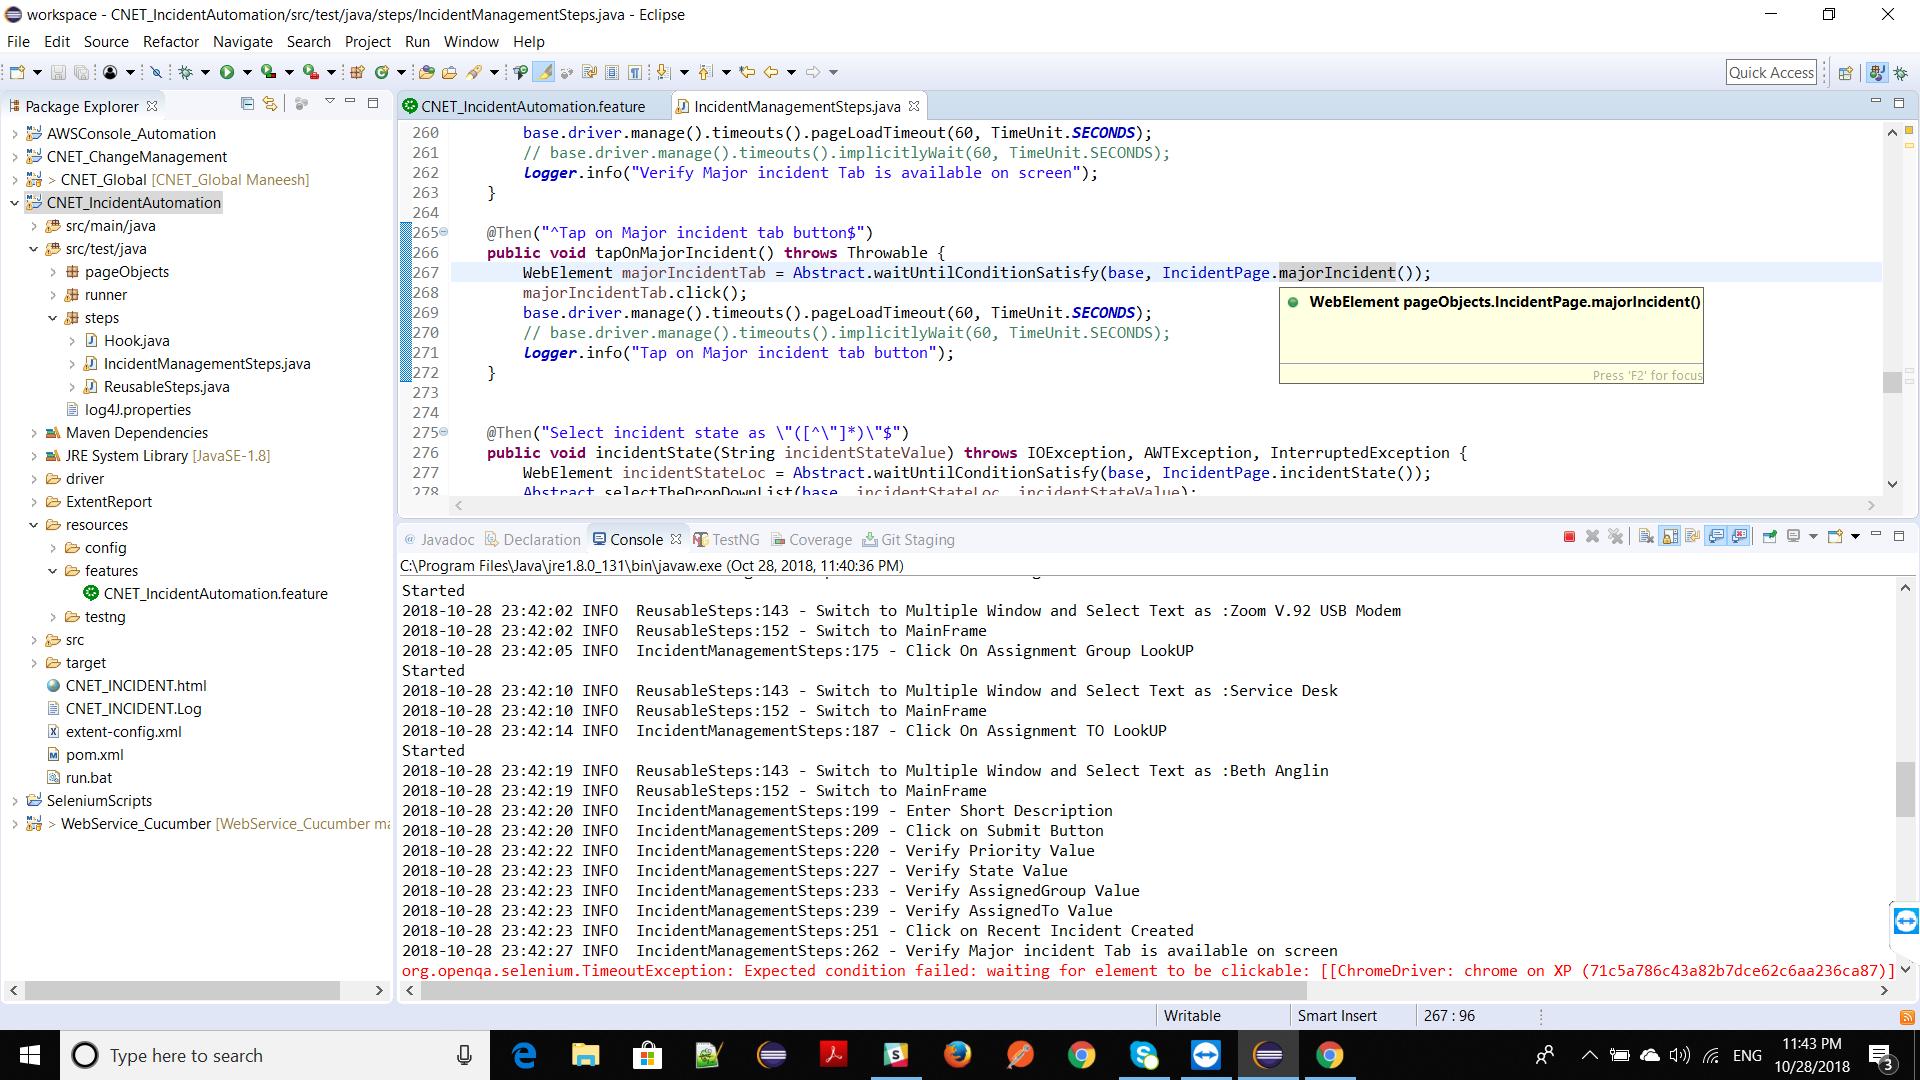 workspace - CNET_IncidentAutomation/src/test/java/steps/IncidentManagementSteps.java - Eclipse
File Edit Source Refactor Navigate Search Project Run Window Help
Quick Access
Package Explorer
AWSConsole_Automation
CNET_ChangeManagement
> CNET_Global [CNET_Global Maneesh]
CNET_IncidentAutomation
src/main/java
src/test/java
pageObjects
runner
steps
Hook.java
IncidentManagementSteps.java
ReusableSteps.java
log4J.properties
Maven Dependencies
JRE System Library [JavaSE-1.8]
driver
ExtentReport
resources
config
features
CNET_IncidentAutomation.feature
testng
src
target
CNET_INCIDENT.html
CNET_INCIDENT.Log
extent-config.xml
pom.xml
run.bat
SeleniumScripts
> WebService_Cucumber [WebService_Cucumber ma
CNET_IncidentAutomation.feature IncidentManagementSteps.java
260 base.driver.manage().timeouts().pageLoadTimeout(60, TimeUnit.SECONDS);
261 // base.driver.manage().timeouts().implicitlyWait(60, TimeUnit.SECONDS);
262 logger.info("Verify Major incident Tab is available on screen");
263 }
264
265 @Then("^Tap on Major incident tab button$")
266 public void tapOnMajorIncident() throws Throwable {
267 WebElement majorIncidentTab = Abstract.waitUntilConditionSatisfy(base, IncidentPage.majorIncident());
268 majorIncidentTab.click();
269 base.driver.manage().timeouts().pageLoadTimeout(60, TimeUnit.SECONDS);
270 // base.driver.manage().timeouts().implicitlyWait(60, TimeUnit.SECONDS);
271 logger.info("Tap on Major incident tab button");
272 }
273
274
275 @Then("Select incident state as \"([^\"]*)\"$")
276 public void incidentState(String incidentStateValue) throws IOException, AWTException, InterruptedException {
277 WebElement incidentStateLoc = Abstract.waitUntilConditionSatisfy(base, IncidentPage.incidentState());
278 Abstract.selectTheDropDownList(base, incidentStateLoc, incidentStateValue);
WebElement pageObjects.IncidentPage.majorIncident()
Press 'F2' for focus
@ Javadoc Declaration Console TestNG Coverage Git Staging
C:\Program Files\Java\jre1.8.0_131\bin\javaw.exe (Oct 28, 2018, 11:40:36 PM)
Started
2018-10-28 23:42:02 INFO ReusableSteps:143 - Switch to Multiple Window and Select Text as :Zoom V.92 USB Modem
2018-10-28 23:42:02 INFO ReusableSteps:152 - Switch to MainFrame
2018-10-28 23:42:05 INFO IncidentManagementSteps:175 - Click On Assignment Group LookUP
Started
2018-10-28 23:42:10 INFO ReusableSteps:143 - Switch to Multiple Window and Select Text as :Service Desk
2018-10-28 23:42:10 INFO ReusableSteps:152 - Switch to MainFrame
2018-10-28 23:42:14 INFO IncidentManagementSteps:187 - Click On Assignment TO LookUP
Started
2018-10-28 23:42:19 INFO ReusableSteps:143 - Switch to Multiple Window and Select Text as :Beth Anglin
2018-10-28 23:42:19 INFO ReusableSteps:152 - Switch to MainFrame
2018-10-28 23:42:20 INFO IncidentManagementSteps:199 - Enter Short Description
2018-10-28 23:42:20 INFO IncidentManagementSteps:209 - Click on Submit Button
2018-10-28 23:42:22 INFO IncidentManagementSteps:220 - Verify Priority Value
2018-10-28 23:42:23 INFO IncidentManagementSteps:227 - Verify State Value
2018-10-28 23:42:23 INFO IncidentManagementSteps:233 - Verify AssignedGroup Value
2018-10-28 23:42:23 INFO IncidentManagementSteps:239 - Verify AssignedTo Value
2018-10-28 23:42:23 INFO IncidentManagementSteps:251 - Click on Recent Incident Created
2018-10-28 23:42:27 INFO IncidentManagementSteps:262 - Verify Major incident Tab is available on screen
org.openqa.selenium.TimeoutException: Expected condition failed: waiting for element to be clickable: [[ChromeDriver: chrome on XP (71c5a786c43a82b7dce62c6aa236ca87)]
Writable Smart Insert 267 : 96
Type here to search
ENG
11:43 PM
10/28/2018
3